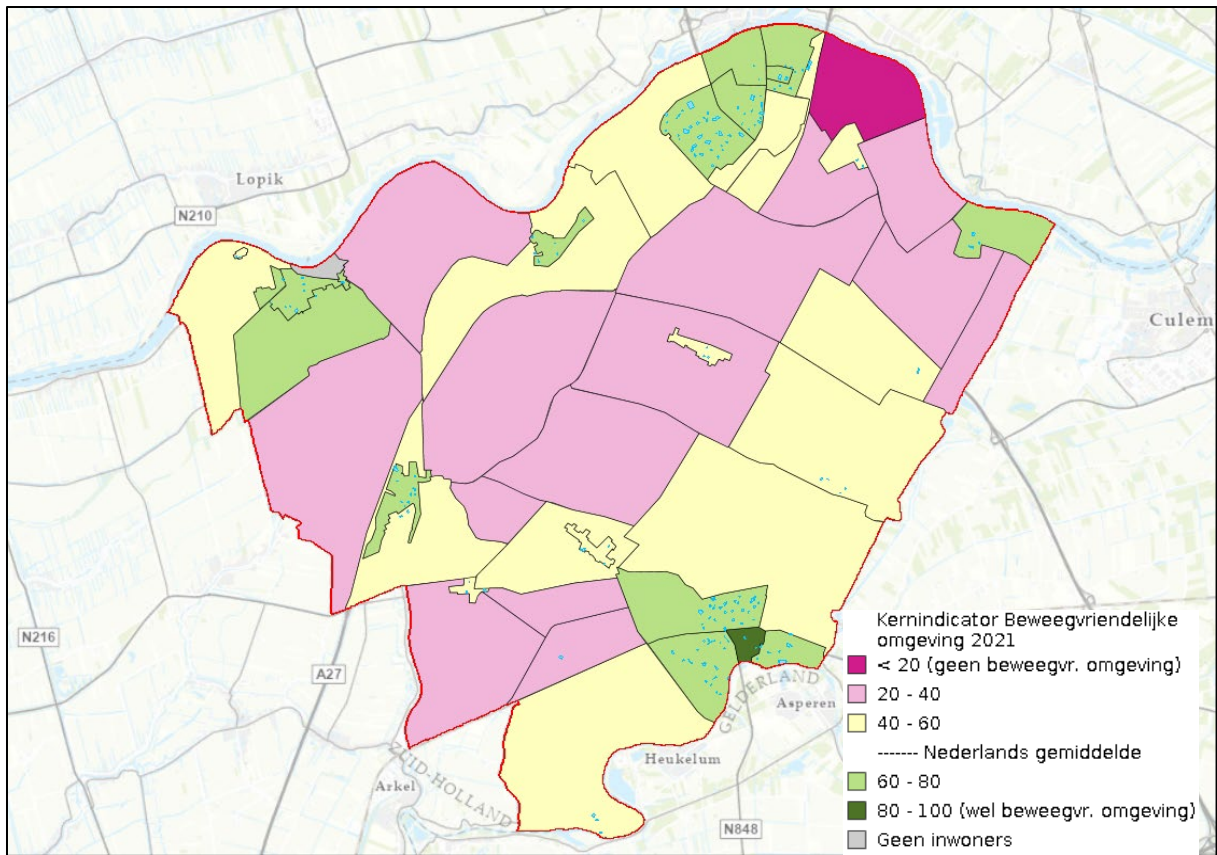 Lopik
N210
Culem
N216
A27
GELDERLAND
Asperen
Heukelum
ZUID-HOLLAND
Arkel
N848
Kernindicator Beweegvriendelijke
omgeving 2021
< 20 (geen beweegvr. omgeving)
20 - 40
40 - 60
------- Nederlands gemiddelde
60 - 80
80 - 100 (wel beweegvr. omgeving)
Geen inwoners